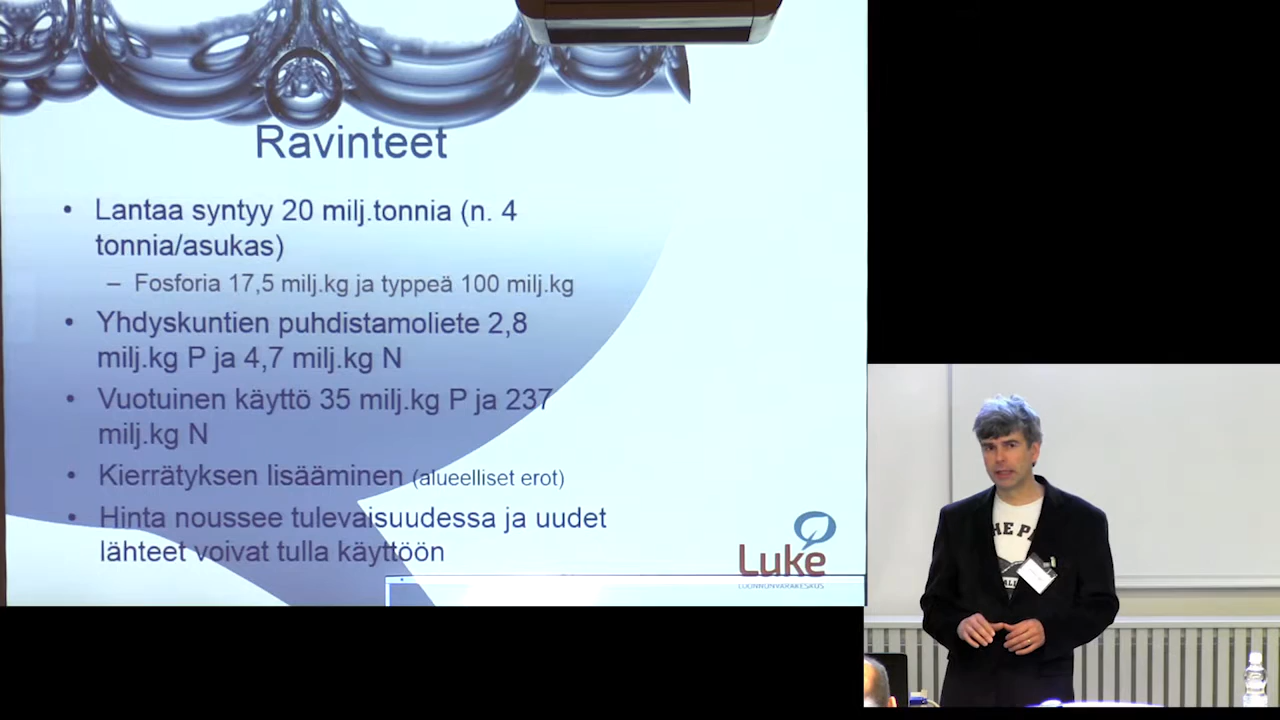 Ravinteet
• Lantaa syntyy 20 milj.tonnia (n. 4
tonnia/asukas)
– Fosforia 17,5 milj.kg ja typpeä 100 milj.kg
• Yhdyskuntien puhdistamoliete 2,8
milj.kg P ja 4,7 milj.kg N
• Vuotuinen käyttö 35 milj.kg P ja 237
milj.kg N
• Kierrätyksen lisääminen (alueelliset erot)
• Hinta noussee tulevaisuudessa ja uudet
lähteet voivat tulla käyttöön
Luke
LUONNONVARAKESKUS